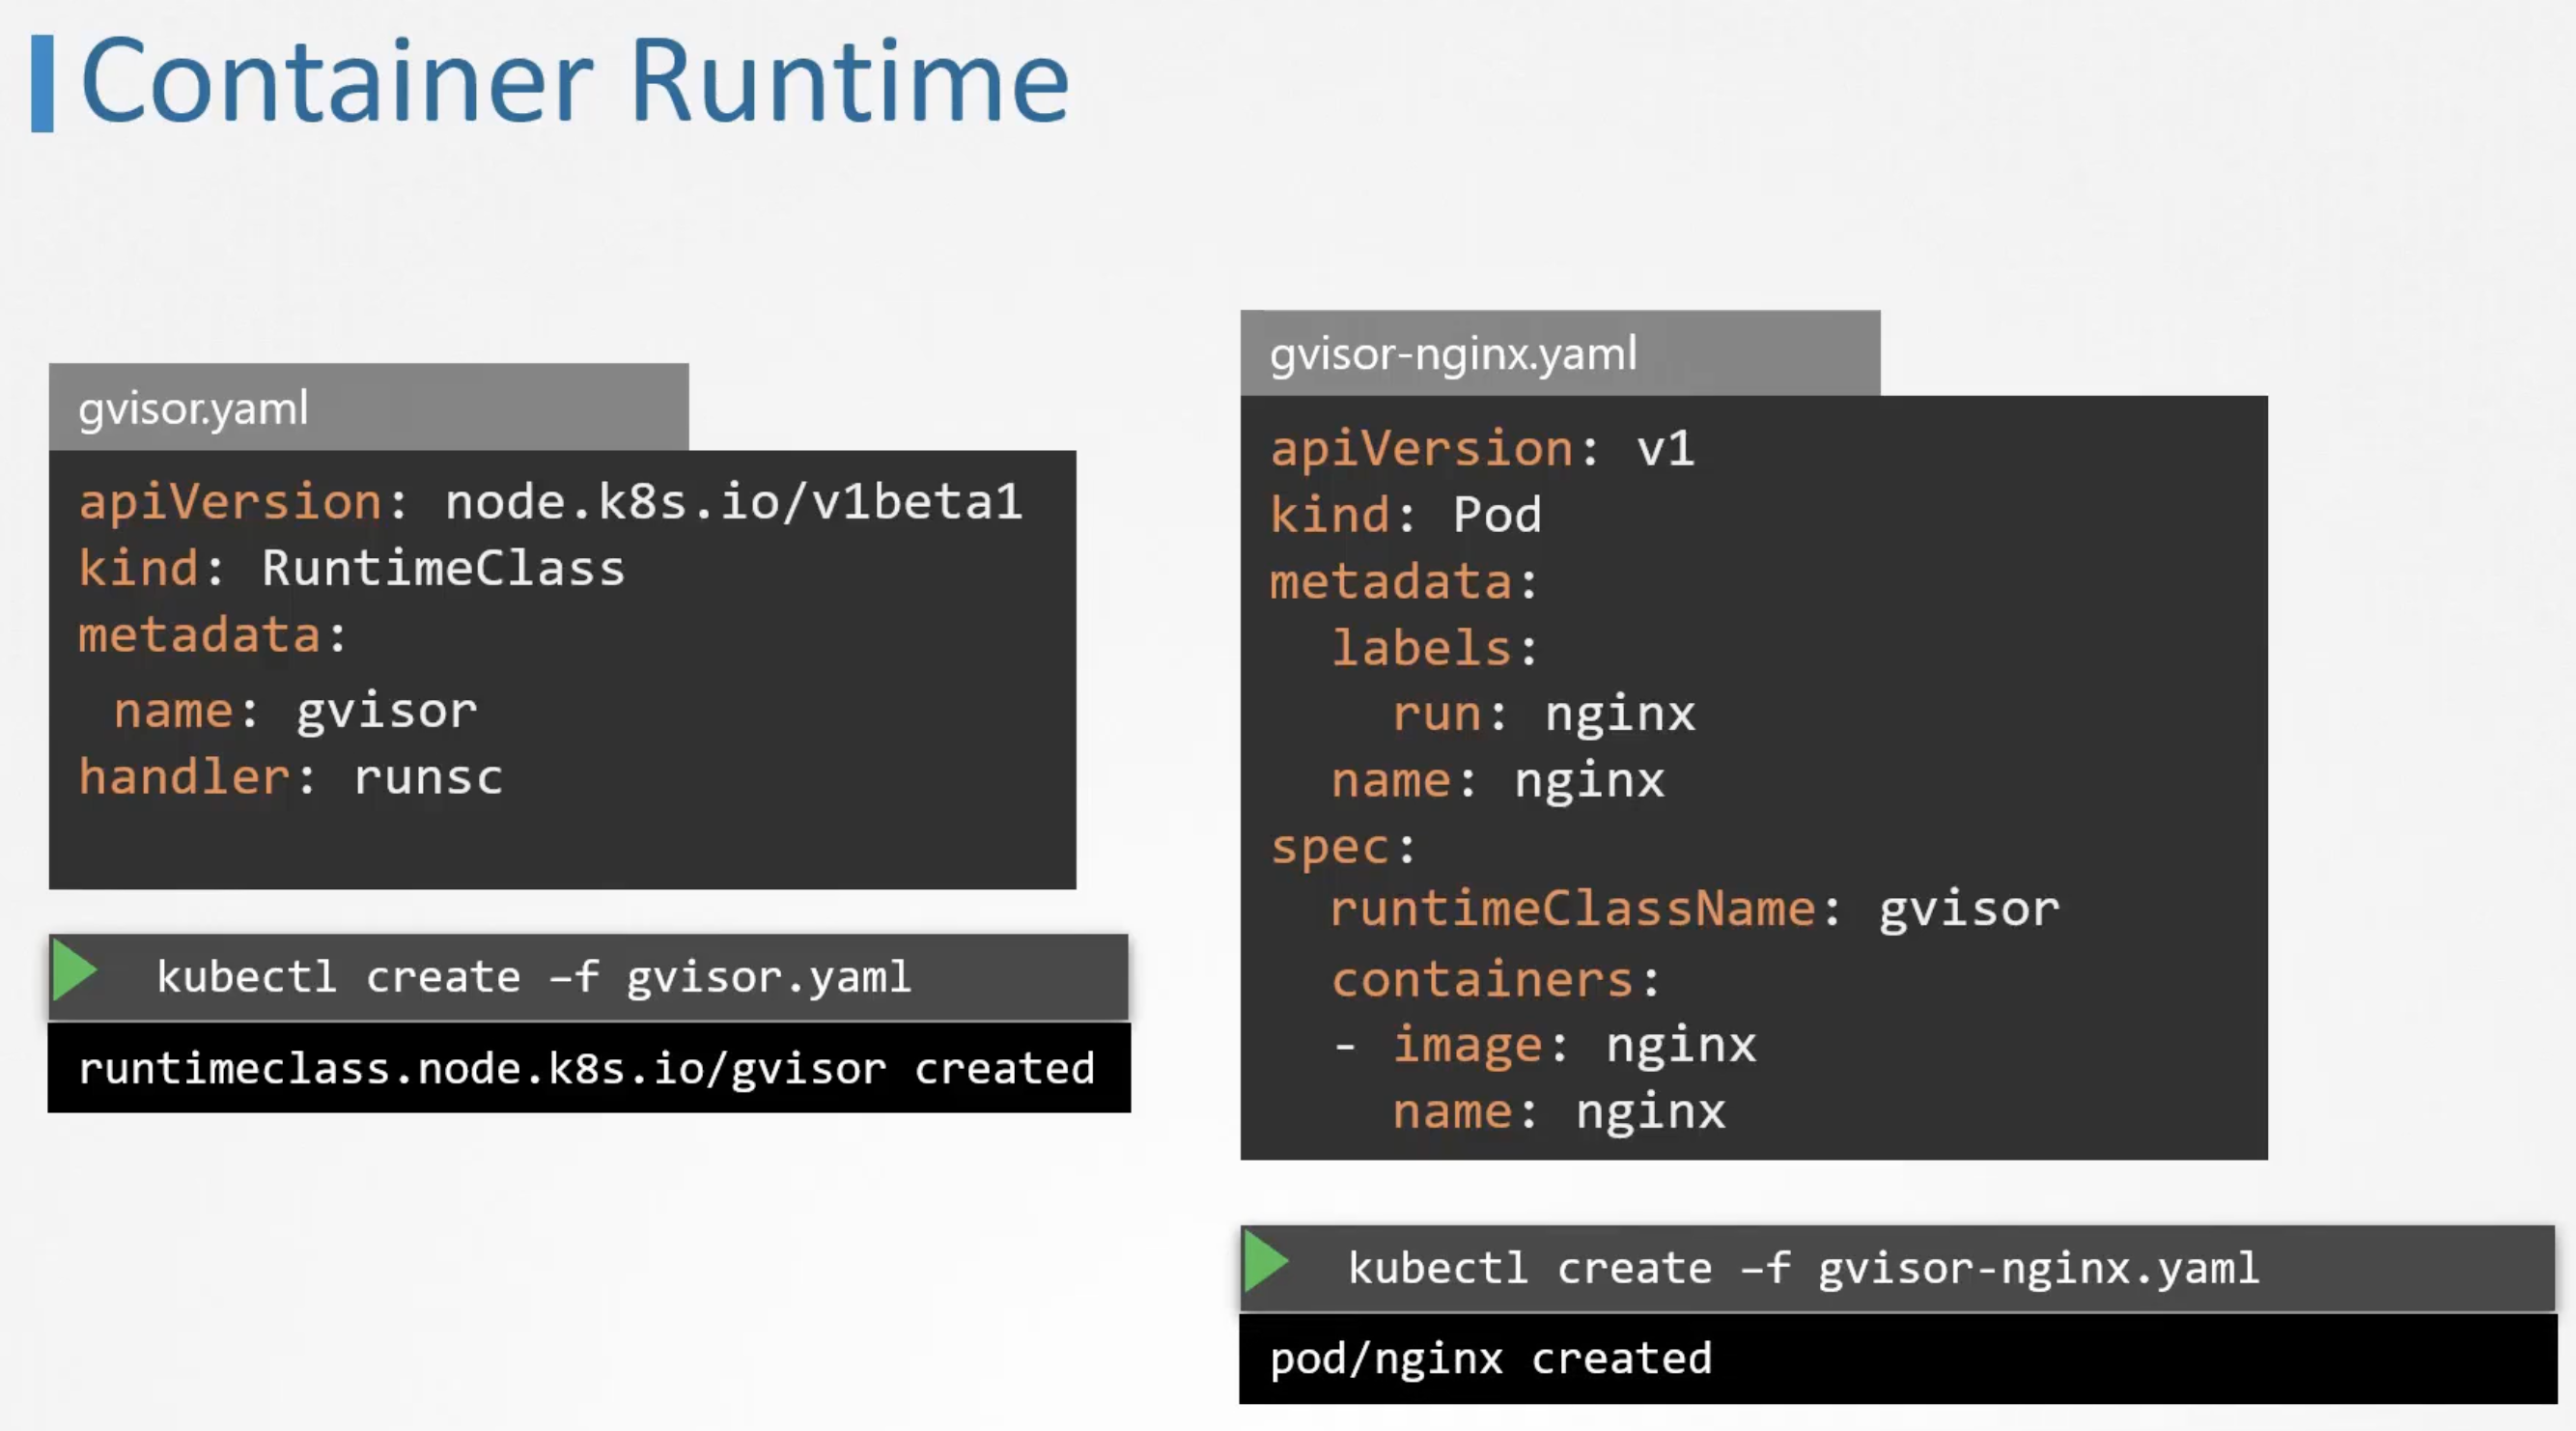 Container Runtime
gvisor.yaml
apiVersion: node.k8s.io/v1beta1
kind: RuntimeClass
metadata:
  name: gvisor
handler: runsc
kubectl create –f gvisor.yaml
runtimeclass.node.k8s.io/gvisor created
gvisor-nginx.yaml
apiVersion: v1
kind: Pod
metadata:
  labels:
    run: nginx
  name: nginx
spec:
  runtimeClassName: gvisor
  containers:
  - image: nginx
    name: nginx
kubectl create –f gvisor-nginx.yaml
pod/nginx created